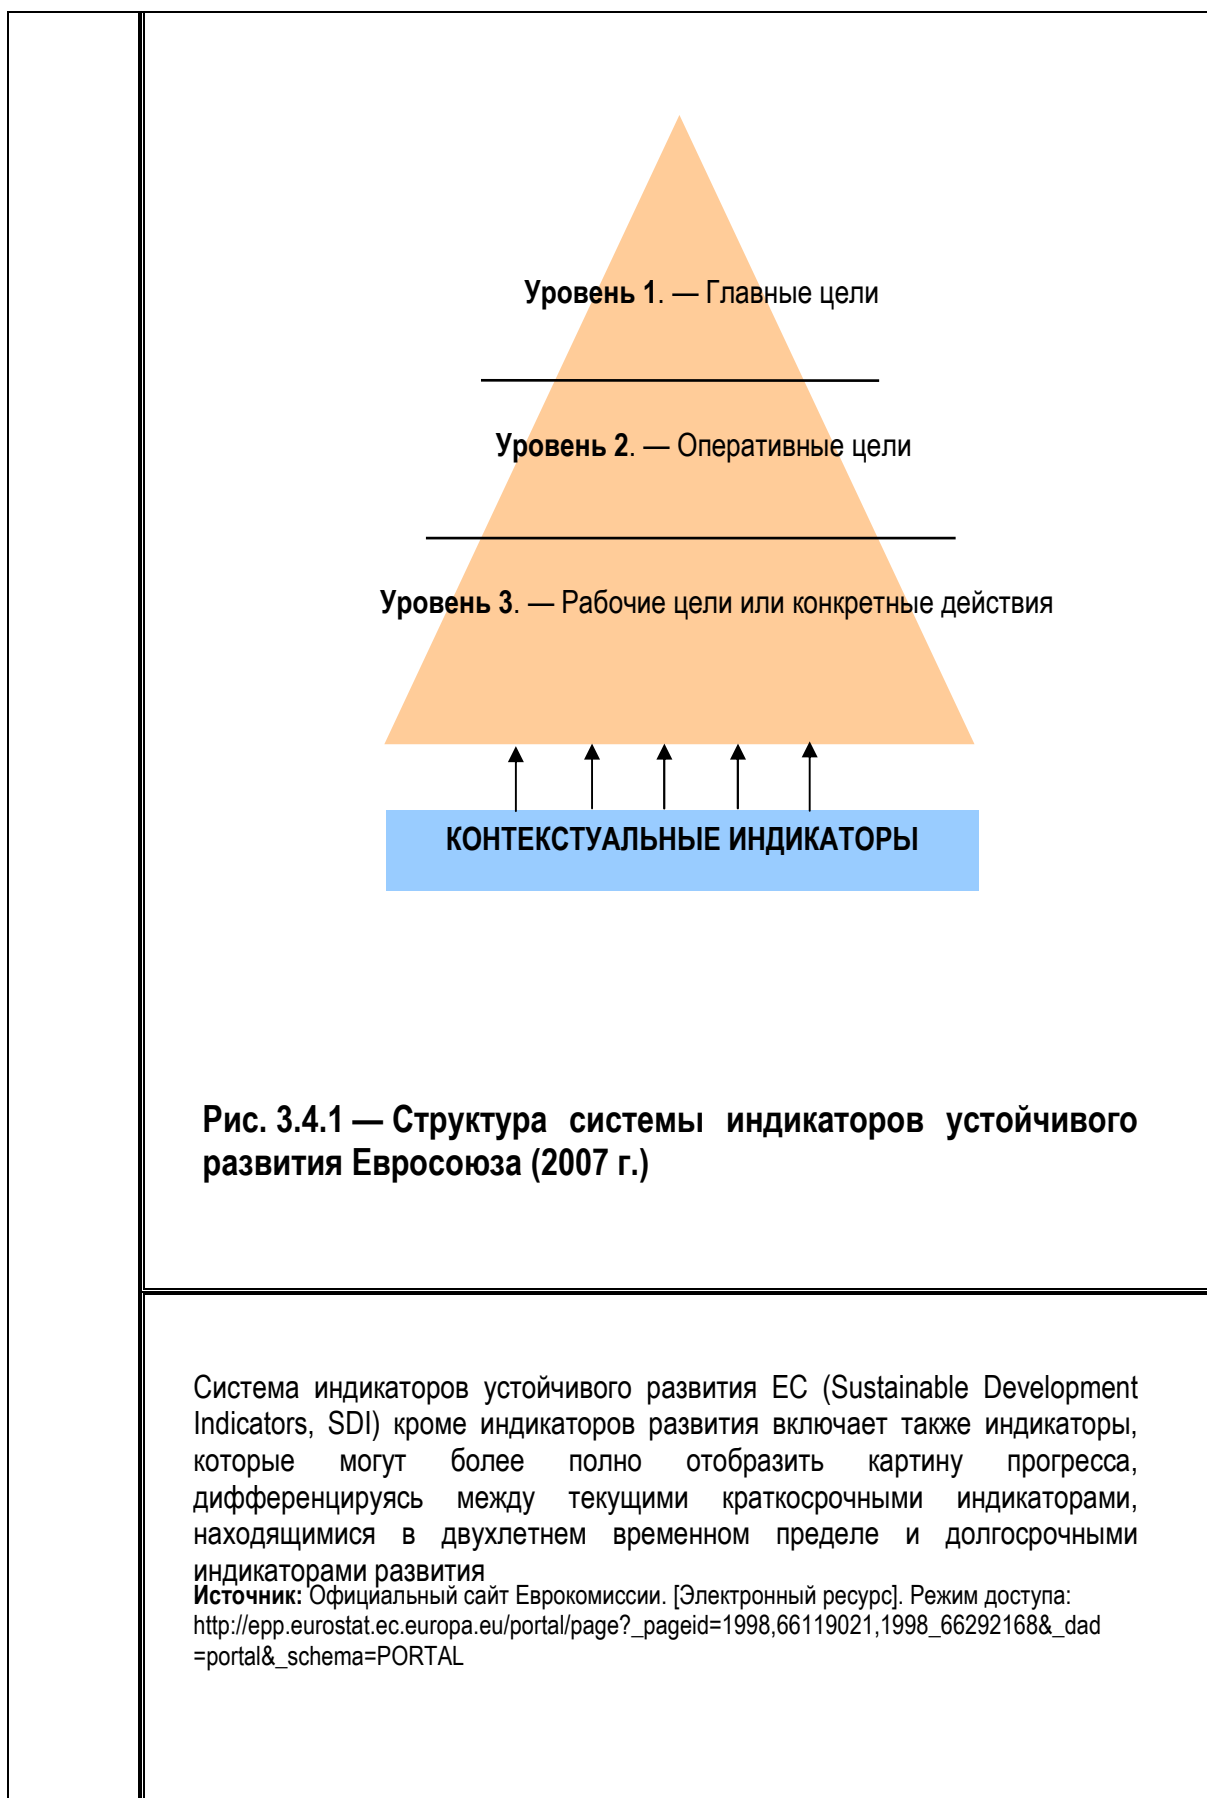 Уровень 1. — Главные цели
Уровень 2. — Оперативные цели
Уровень 3. — Рабочие цели или конкретные действия
КОНТЕКСТУАЛЬНЫЕ ИНДИКАТОРЫ
Рис. 3.4.1 — Структура системы индикаторов устойчивого
развития Евросоюза (2007 г.)
Система индикаторов устойчивого развития ЕС (Sustainable Development
Indicators, SDI) кроме индикаторов развития включает также индикаторы,
которые могут более полно отобразить картину прогресса,
дифференцируясь между текущими краткосрочными индикаторами,
находящимися в двухлетнем временном пределе и долгосрочными
индикаторами развития
Источник: Официальный сайт Еврокомиссии. [Электронный ресурс]. Режим доступа:
http://epp.eurostat.ec.europa.eu/portal/page?_pageid=1998,66119021,1998_66292168&_dad
=portal&_schema=PORTAL